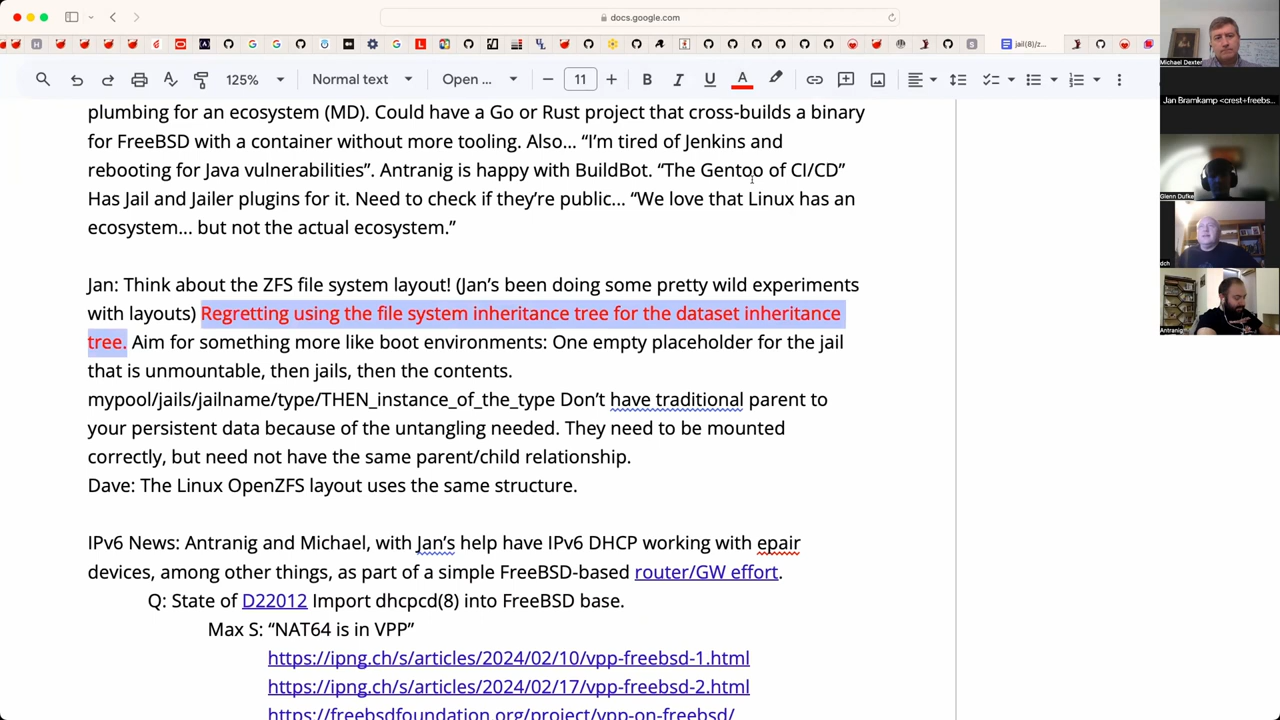 docs.google.com
jail(8)/z...
125%
Normal text
Open ...
11
plumbing for an ecosystem (MD). Could have a Go or Rust project that cross-builds a binary
for FreeBSD with a container without more tooling. Also... “I’m tired of Jenkins and
rebooting for Java vulnerabilities”. Antranig is happy with BuildBot. “The Gentoo of CI/CD”
Has Jail and Jailer plugins for it. Need to check if they’re public... “We love that Linux has an
ecosystem... but not the actual ecosystem.”
Jan: Think about the ZFS file system layout! (Jan’s been doing some pretty wild experiments
with layouts) Regretting using the file system inheritance tree for the dataset inheritance
tree. Aim for something more like boot environments: One empty placeholder for the jail
that is unmountable, then jails, then the contents.
mypool/jails/jailname/type/THEN_instance_of_the_type Don’t have traditional parent to
your persistent data because of the untangling needed. They need to be mounted
correctly, but need not have the same parent/child relationship.
Dave: The Linux OpenZFS layout uses the same structure.
IPv6 News: Antranig and Michael, with Jan’s help have IPv6 DHCP working with epair
devices, among other things, as part of a simple FreeBSD-based router/GW effort.
Q: State of D22012 Import dhcpcd(8) into FreeBSD base.
Max S: “NAT64 is in VPP”
https://ipng.ch/s/articles/2024/02/10/vpp-freebsd-1.html
https://ipng.ch/s/articles/2024/02/17/vpp-freebsd-2.html
https://freebsdfoundation.org/project/vpp-on-freebsd/
Michael Dexter
Jan Bramkamp <crest+freebs...
Glenn Dufke
dch
Antranig